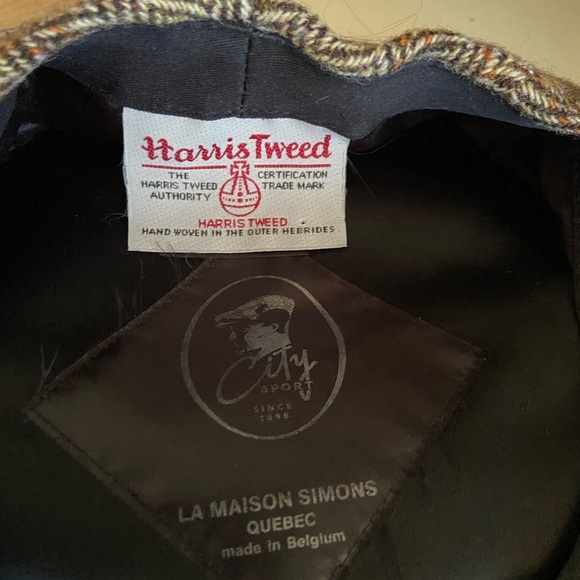 Harris Tweed
THE CERTIFICATION
HARRIS TWEED TRADE MARK
AUTHORITY
HARRIS TWEED
HAND WOVEN IN THE OUTER HEBRIDES
City
SPORT
SINCE
1898
LA MAISON SIMONS
QUEBEC
made in Belgium